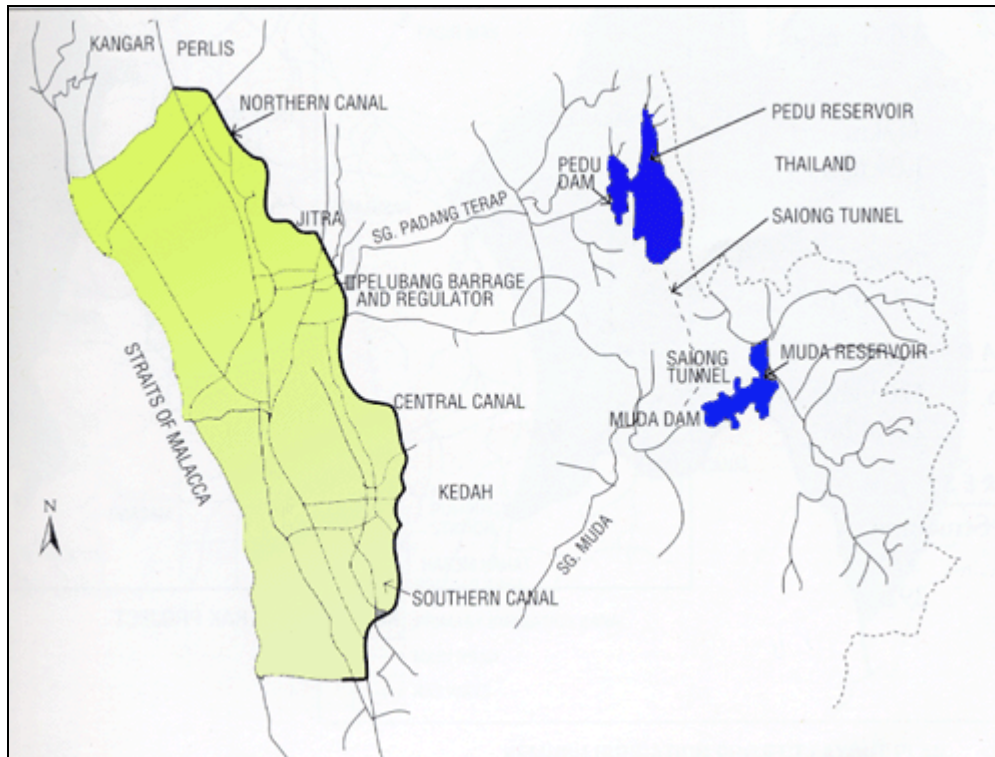 KANGAR
PERLIS
NORTHERN CANAL
PEDU RESERVOIR
PEDU
DAM
THAILAND
JITRA
SG. PADANG TERAP
SAIONG TUNNEL
PELUBANG BARRAGE
AND REGULATOR
STRAITS OF MALACCA
SAIONG
TUNNEL
MUDA RESERVOIR
CENTRAL CANAL
MUDA DAM
KEDAH
N
SG. MUDA
SOUTHERN CANAL